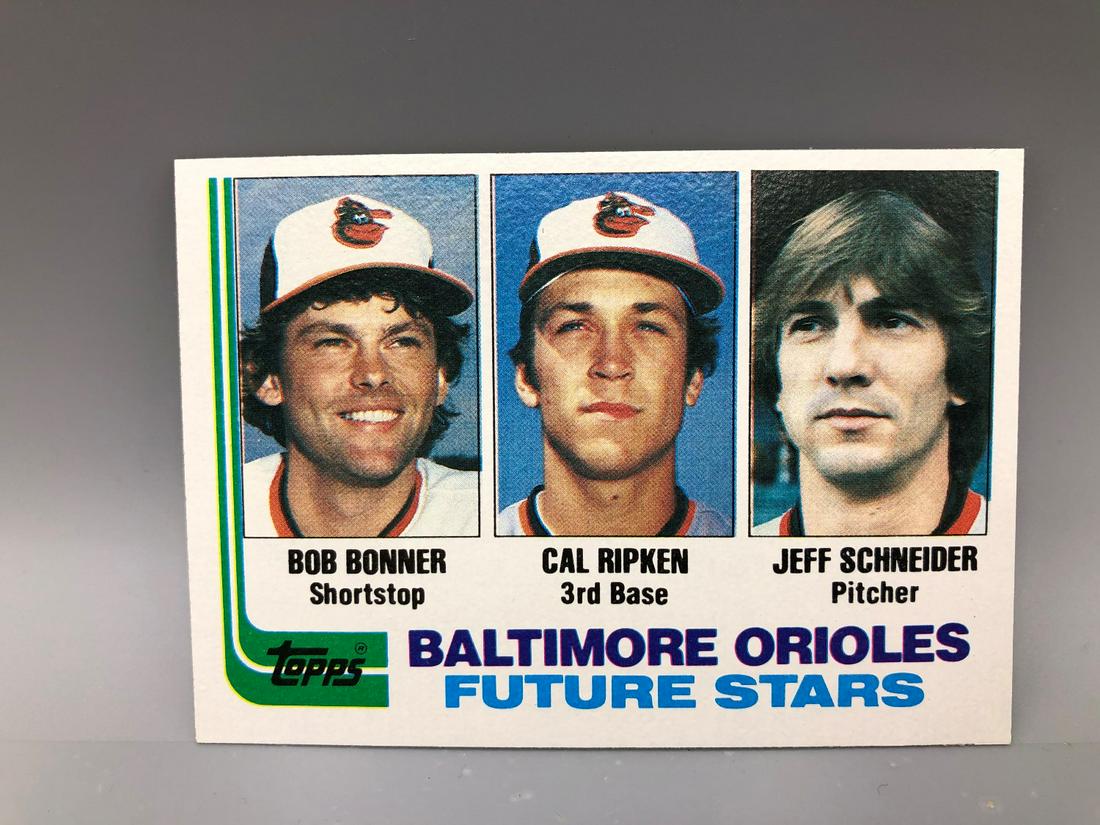 BOB BONNER
Shortstop
CAL RIPKEN
3rd Base
JEFF SCHNEIDER
Pitcher
TOPPS®
BALTIMORE ORIOLES
FUTURE STARS